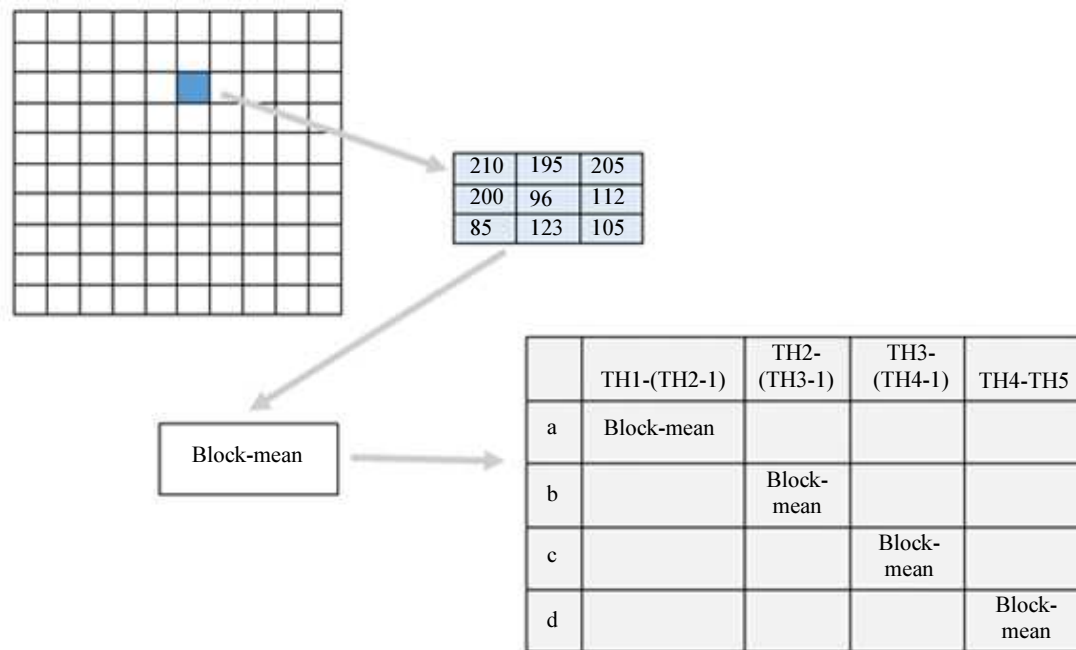 210 195 205
200 96 112
85 123 105
Block-mean
TH1-(TH2-1) TH2-(THH3-1) TH3-(TH4-1) TH4-TH5
a Block-mean
b Block-
mean
c Block-
mean
d Block-
mean